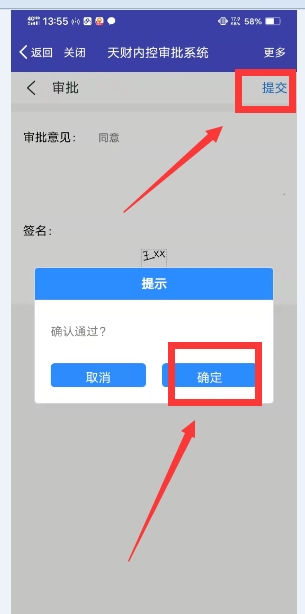 13:55 58%
返回 关闭 天财内控审批系统 更多
审批 提交
审批意见： 同意
签名：
提示
确认通过？
取消 确定